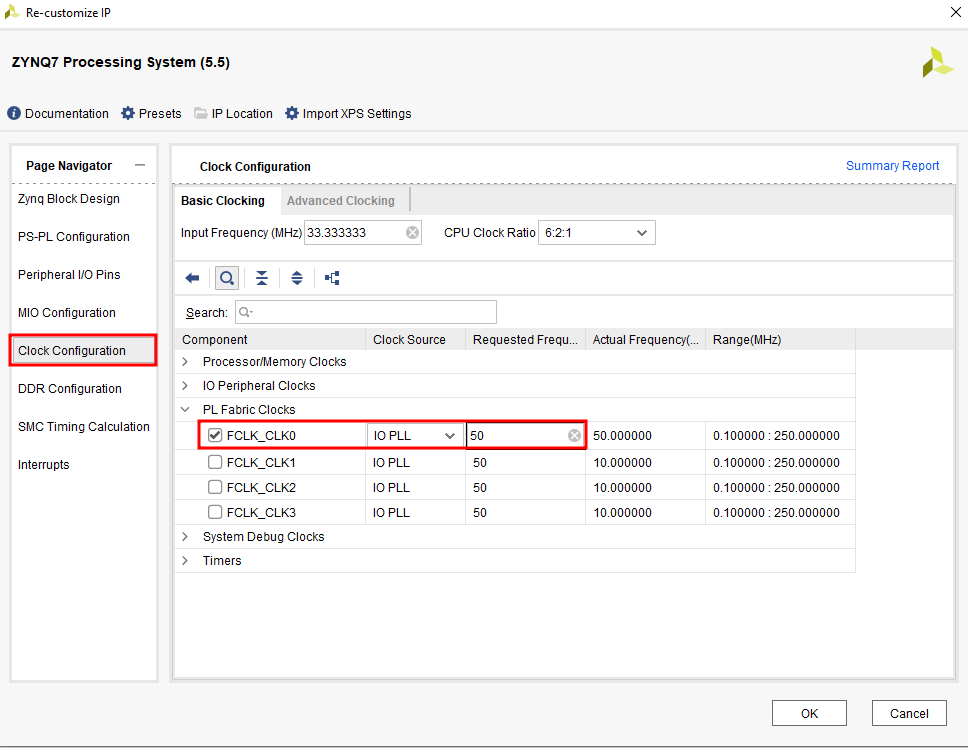 Re-customize IP
ZYNQ7 Processing System (5.5)
Documentation Presets IP Location Import XPS Settings
Page Navigator
Zynq Block Design
PS-PL Configuration
Peripheral I/O Pins
MIO Configuration
Clock Configuration
DDR Configuration
SMC Timing Calculation
Interrupts
Clock Configuration Summary Report
Basic Clocking Advanced Clocking
Input Frequency (MHz) 33.333333 CPU Clock Ratio 6:2:1
Search:
Component Clock Source Requested Frequ... Actual Frequency(... Range(MHz)
Processor/Memory Clocks
IO Peripheral Clocks
PL Fabric Clocks
FCLK_CLK0 IO PLL 50 50.000000 0.100000 : 250.000000
FCLK_CLK1 IO PLL 50 10.000000 0.100000 : 250.000000
FCLK_CLK2 IO PLL 50 10.000000 0.100000 : 250.000000
FCLK_CLK3 IO PLL 50 10.000000 0.100000 : 250.000000
System Debug Clocks
Timers
OK Cancel